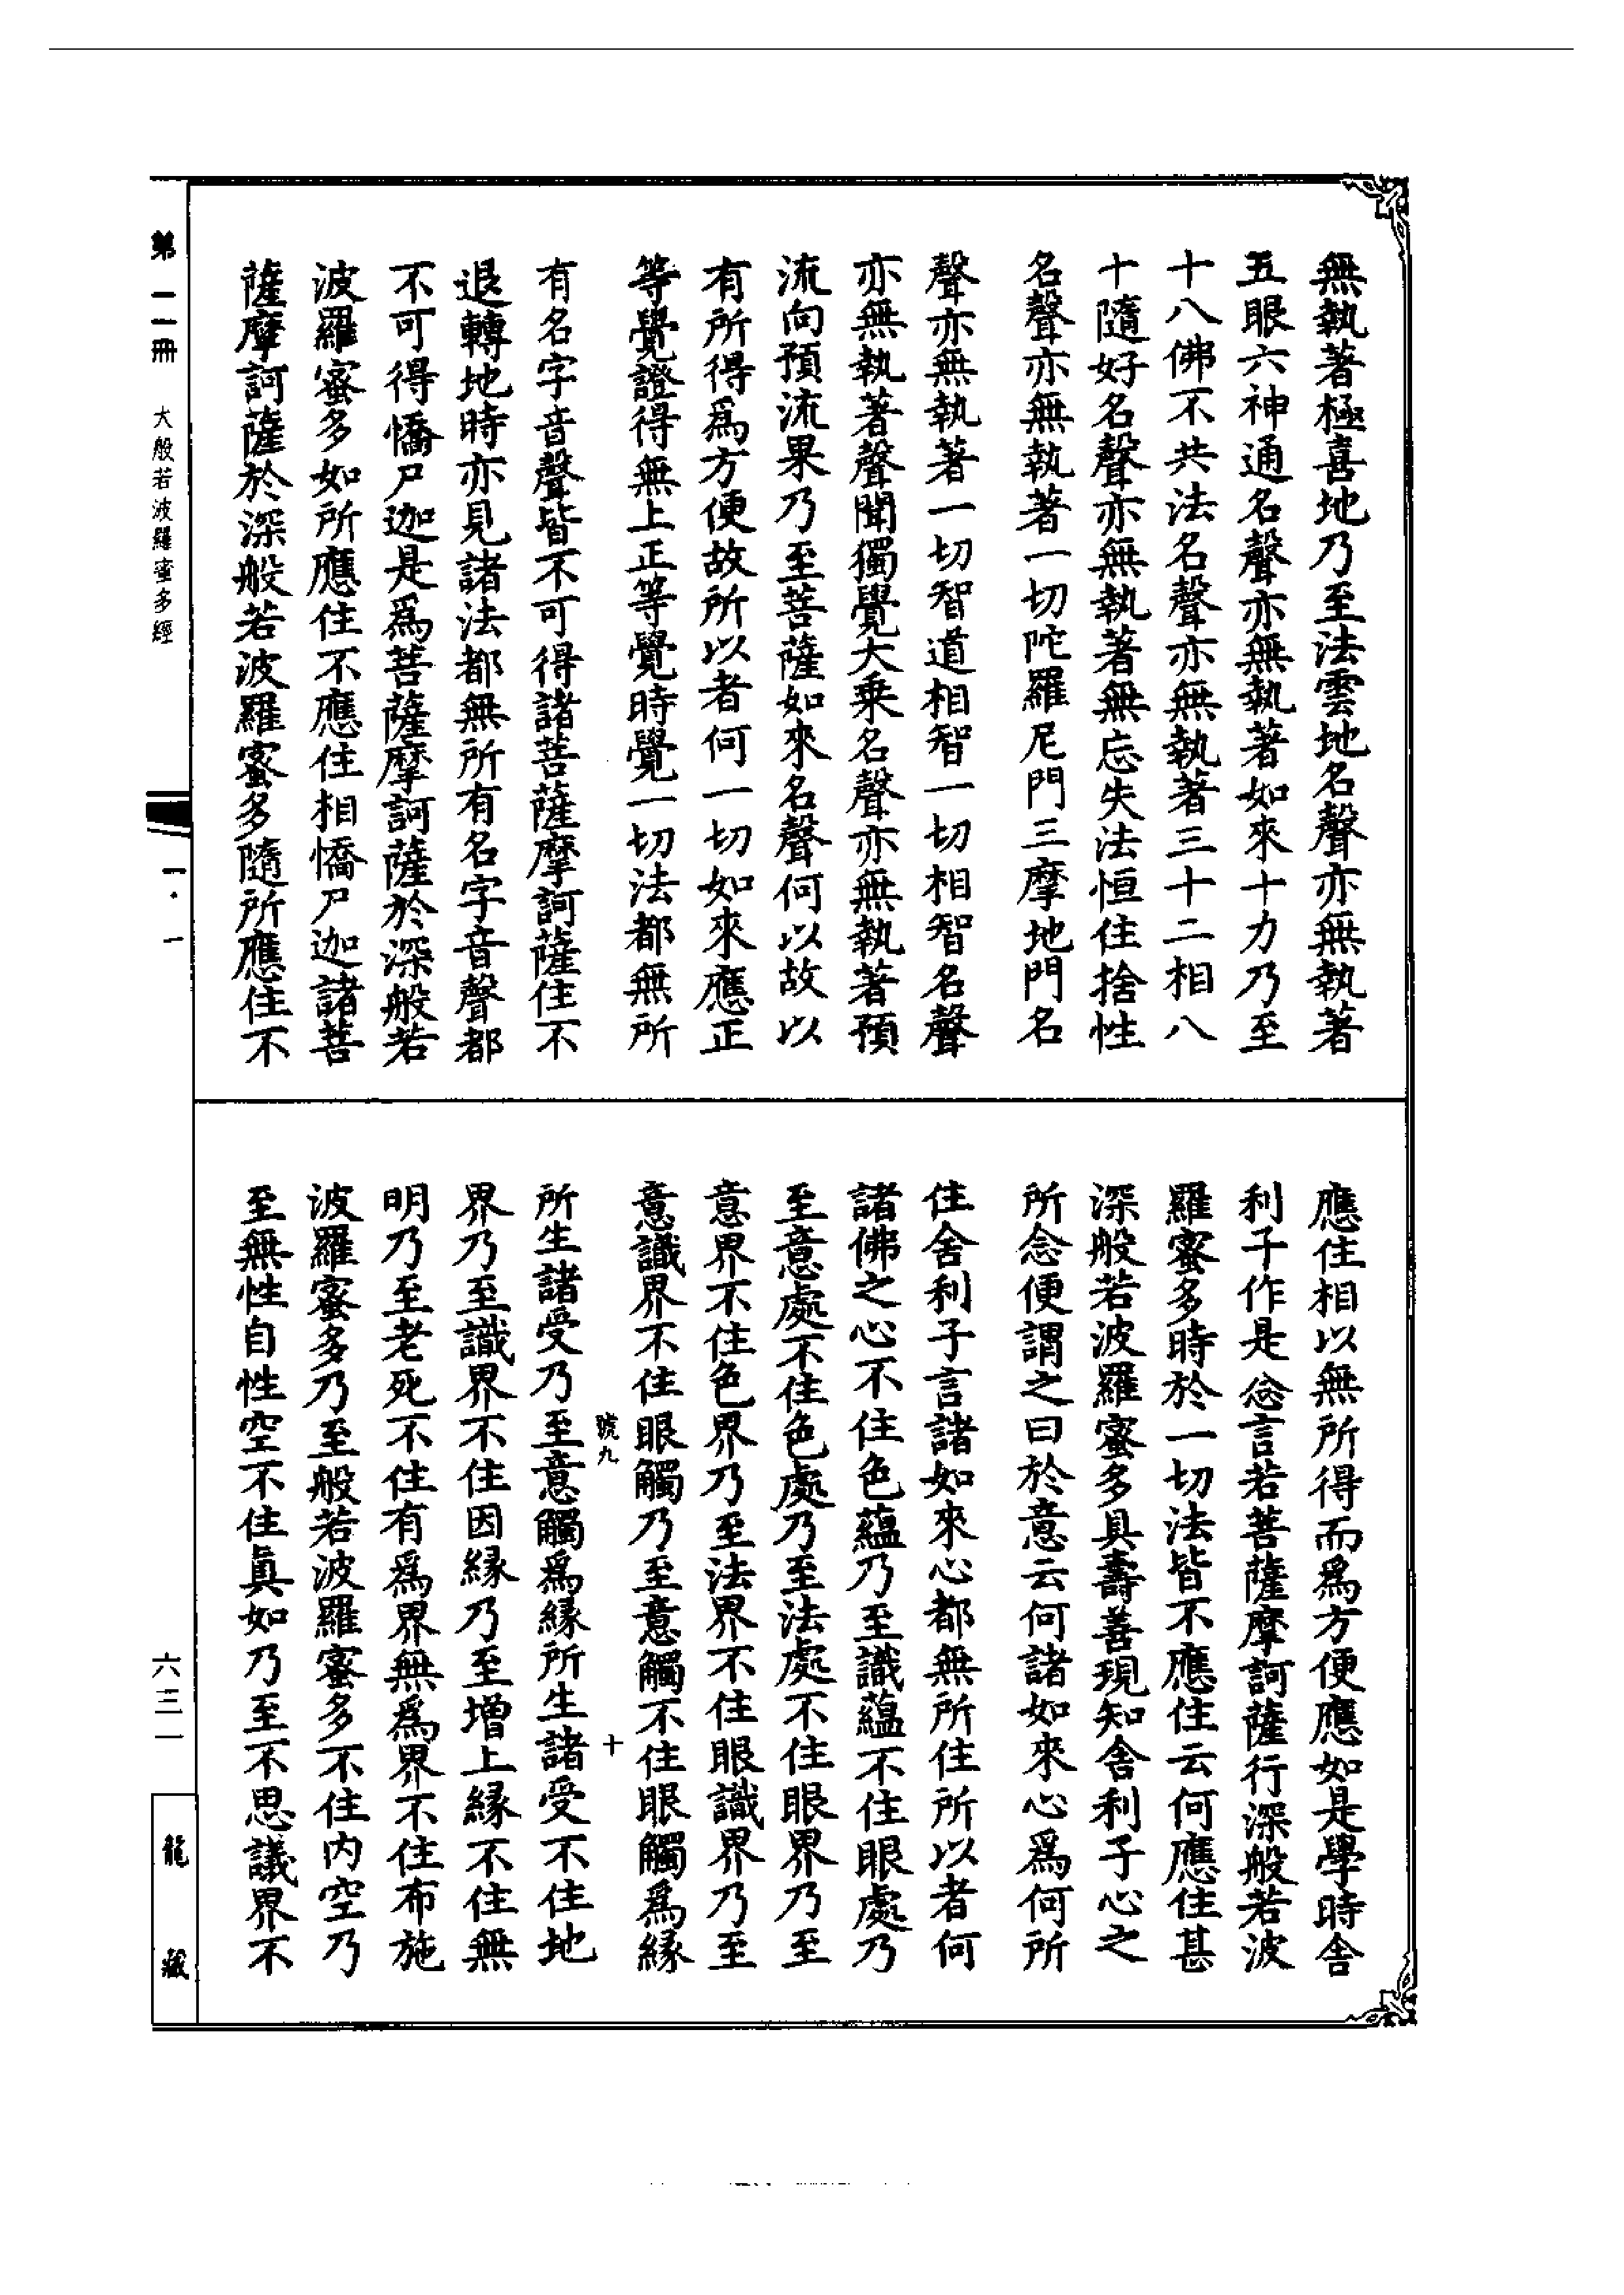 無執著極喜地乃至法雲地名聲亦無執著
五眼六神通名聲亦無執著如來十力乃至
十八佛不共法名聲亦無執著三十二相八
十隨好名聲亦無執著無忘失法恒住捨性
名聲亦無執著一切陀羅尼門三摩地門名
聲亦無執著一切智道相智一切相智名聲
亦無執著聲聞獨覺大乘名聲亦無執著預
流向預流果乃至菩薩如來名聲何以故以
有所得爲方便故所以者何一切如來應正
等覺證得無上正等覺時覺一切法都無所
有名字音聲皆不可得諸菩薩摩訶薩住不
退轉地時亦見諸法都無所有名字音聲都
不可得憍尸迦是爲菩薩摩訶薩於深般若
波羅蜜多如所應住不應住相憍尸迦諸菩
薩摩訶薩於深般若波羅蜜多隨所應住不
應住相以無所得而爲方便應如是學時舍
利子作是念言若菩薩摩訶薩行深般若波
羅蜜多時於一切法皆不應住云何應住甚
深般若波羅蜜多具壽善現知舍利子心之
所念便謂之曰於意云何諸如來心爲何所
住舍利子言諸如來心都無所住所以者何
諸佛之心不住色蘊乃至識蘊不住眼處乃
至意處不住色處乃至法處不住眼界乃至
意界不住色界乃至法界不住眼識界乃至
意識界不住眼觸乃至意觸不住眼觸爲緣
號九 十
所生諸受乃至意觸爲緣所生諸受不住地
界乃至識界不住因緣乃至增上緣不住無
明乃至老死不住有爲界無爲界不住布施
波羅蜜多乃至般若波羅蜜多不住內空乃
至無性自性空不住眞如乃至不思議界不
第二冊 大般若波羅蜜多經
一·一
六三一
龍藏